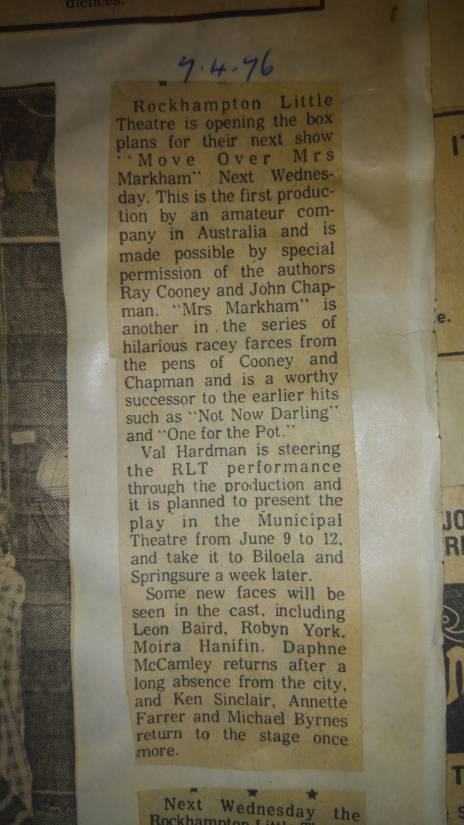 diences.
7.4.76
Rockhampton Little
Theatre is opening the box
plans for their next show
"Move Over Mrs
Markham" Next Wednes-
day. This is the first produc-
tion by an amateur com-
pany in Australia and is
made possible by special
permission of the authors
Ray Cooney and John Chap-
man. "Mrs Markham" is
another in the series of
hilarious racey farces from
the pens of Cooney and
Chapman and is a worthy
successor to the earlier hits
such as "Not Now Darling"
and "One for the Pot."
Val Hardman is steering
the RLT performance
through the production and
it is planned to present the
play in the Municipal
Theatre from June 9 to 12,
and take it to Biloela and
Springsure a week later.
Some new faces will be
seen in the cast, including
Leon Baird, Robyn York,
Moira Hanifin. Daphne
McCamley returns after a
long absence from the city,
and Ken Sinclair, Annette
Farrer and Michael Byrnes
return to the stage once
more.
Next Wednesday the
Rockhampton Little